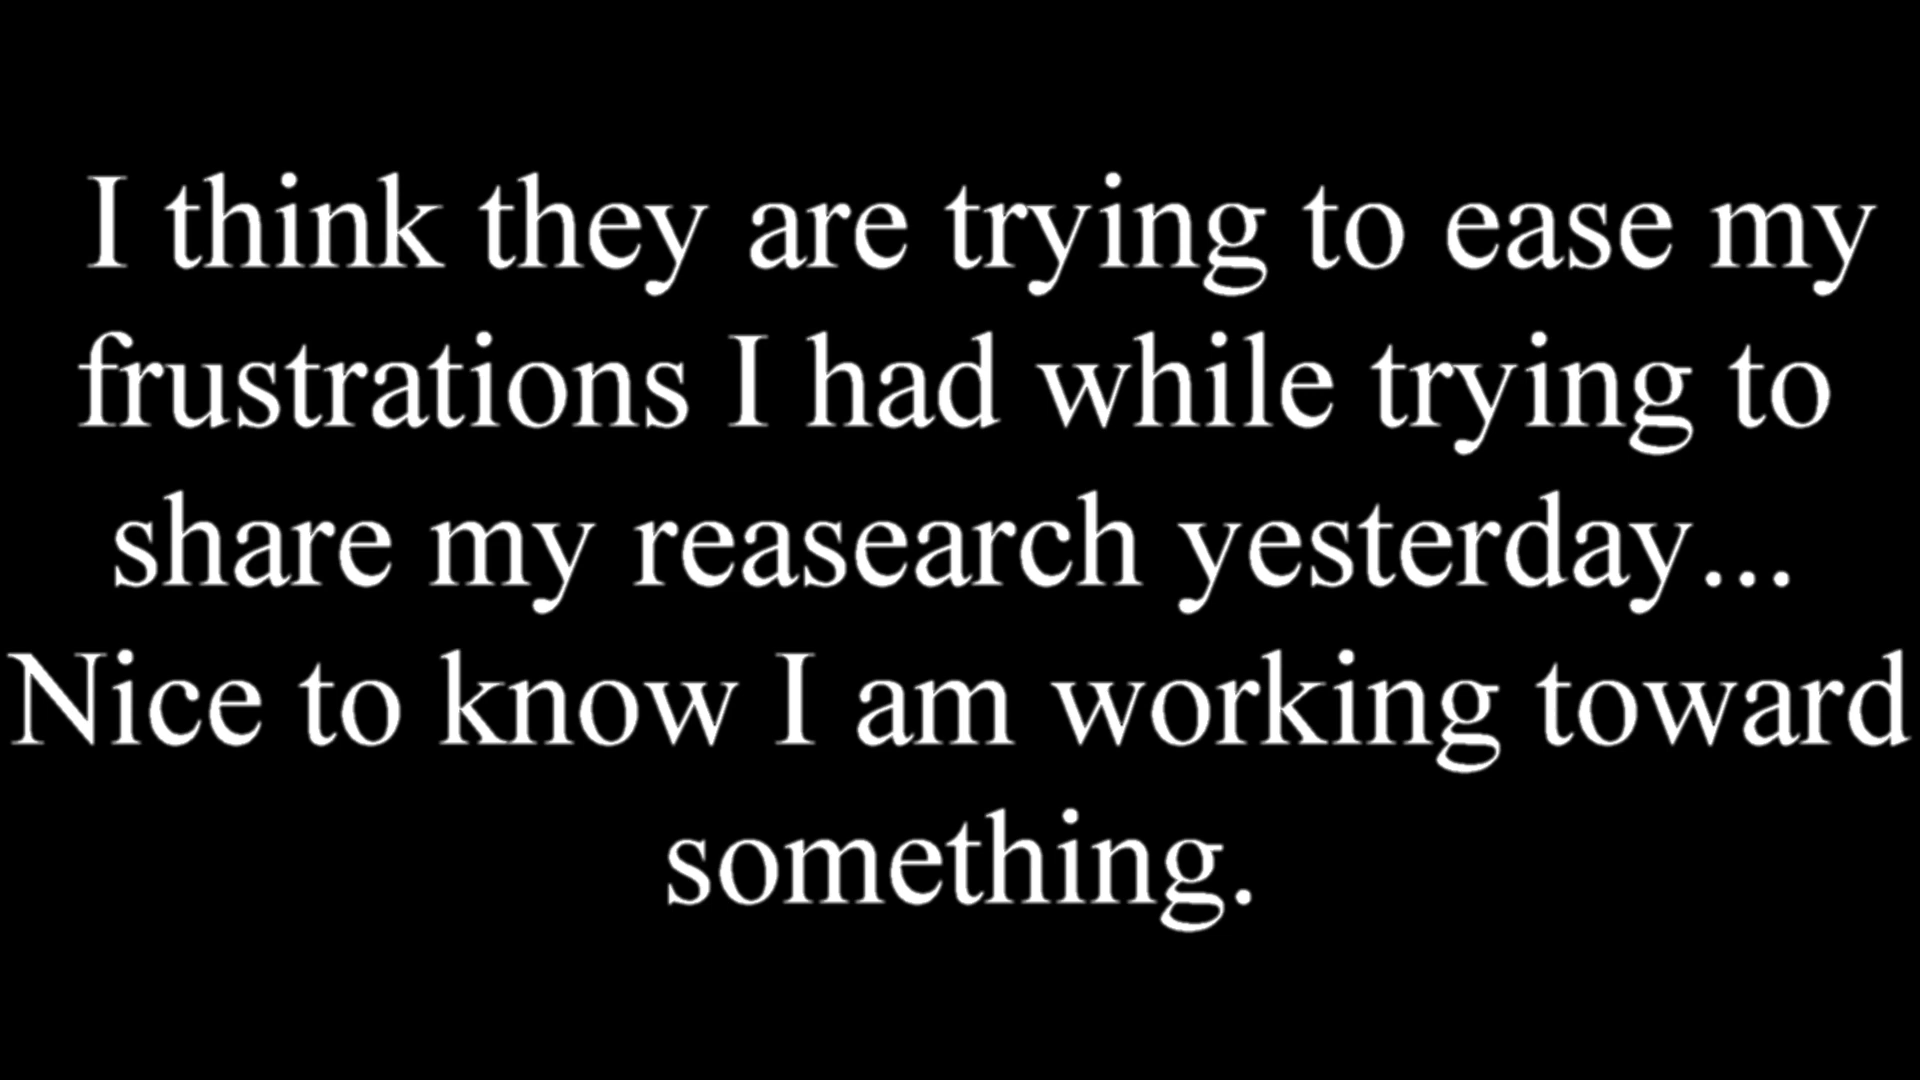 I think they are trying to ease my
frustrations I had while trying to
share my reasearch yesterday...
Nice to know I am working toward
something.